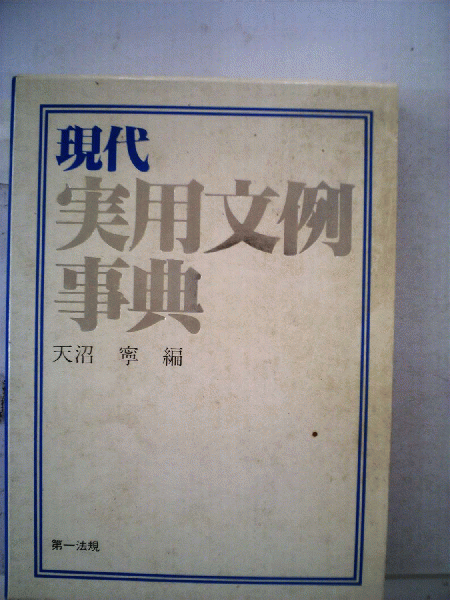 現代
実用文例
事典
天沼 寧 編
第一法規